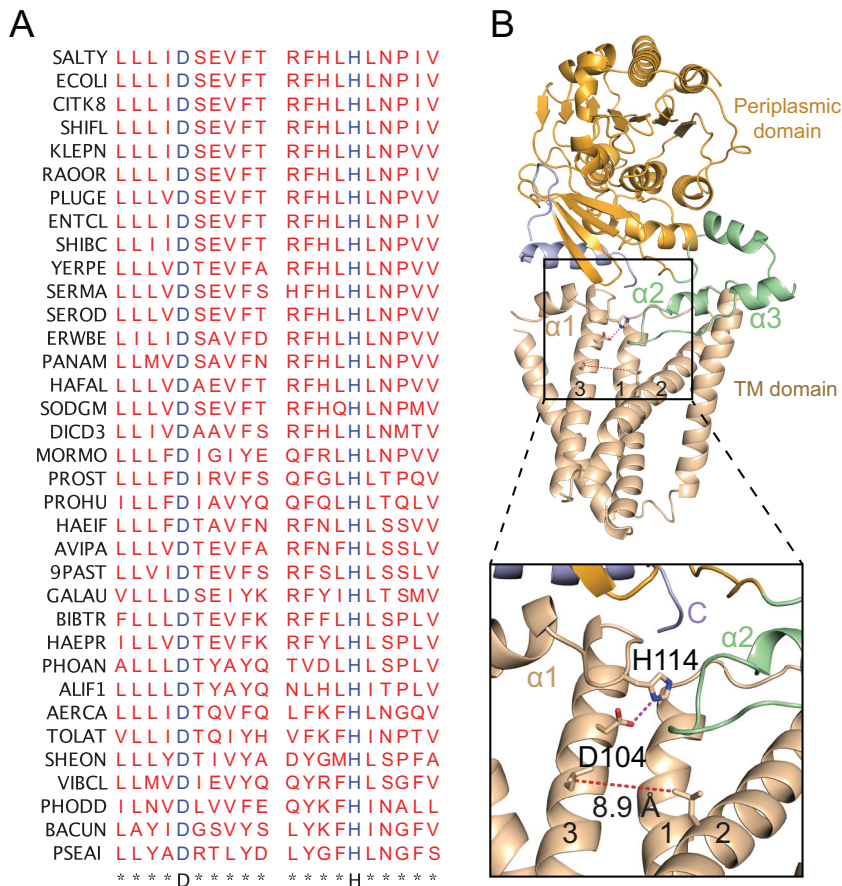 A
SALTY LLLIDSEVFT RFHLHLNPIV
ECOLI LLLIDSEVFT RFHLHLNPIV
CITK8 LLLIDSEVFT RFHLHLNPIV
SHIFL LLLIDSEVFT RFHLHLNPIV
KLEPN LLLIDSEVFT RFHLHLNPVV
RAOOR LLLIDSEVFT RFHLHLNPVV
PLUGE LLLVDSEVFT RFHLHLNPVV
ENTCL LLLIDSEVFT RFHLHLNPVV
SHIBC LLIIDSEVFT RFHLHLNPVV
YERPE LLLVDTEVFA RFHLHLNPVV
SERMA LLLVDSEVFS HFHLHLNPVV
SEROD LLLVDSEVFT RFHLHLNPVV
ERWBE LILIDSAVFD RFHLHLNPVV
PANAM LLMVDSAVFN RFHLHLNPVV
HAFAL LLLVDAEVFT RFHLHLNPVV
SODGM LLLVDSEVFT RFHQHLNPMV
DICD3 LLIVDAAVFS RFHLHLNMTV
MORMO LLLFDIGIYE QFRLHLNPVV
PROST LLLFDIRVFS QFGLHLTPQV
PROHU ILLFDIAVYQ QFQLHLTQLV
HAEIF LLLFDTAVFN RFNFHLSSVV
AVIPA LLLVDTEVFA RFNFHLSSLV
9PAST LLVIDTEVFS RFSLHLSSLV
GALAU VLLLDSEIYK RFYIHLTSMV
BIBTR FLLLDTEVFK RFFLHLSPLV
HAEPR ILLVDTEVFK RFYLHLSPLV
PHOAN ALLLDTYAYQ TVDLHLSPLV
ALIF1 LLLLDTYAYQ NLHLHITPLV
AERCA LLLIDTQVFQ LFKFHLNGQV
TOLAT VLLIDTQIYH VFKFHINPTV
SHEON LLLYDTIVYA DYGMHLSPFA
VIBCL LLMVDIEVYQ QYRFHLSGFV
PHODD ILNVDLVVFE QYKFHINALL
BACUN LAYIDGSVYS LYKFHINGFV
PSEAI LLYADRTLYD LYGFHLNGFS
****D***** ****H*****
B
Periplasmic
domain
α2
α1
α3
3 1 2
TM domain
C
α2
H114
α1
D104
8.9 Å
3 1 2